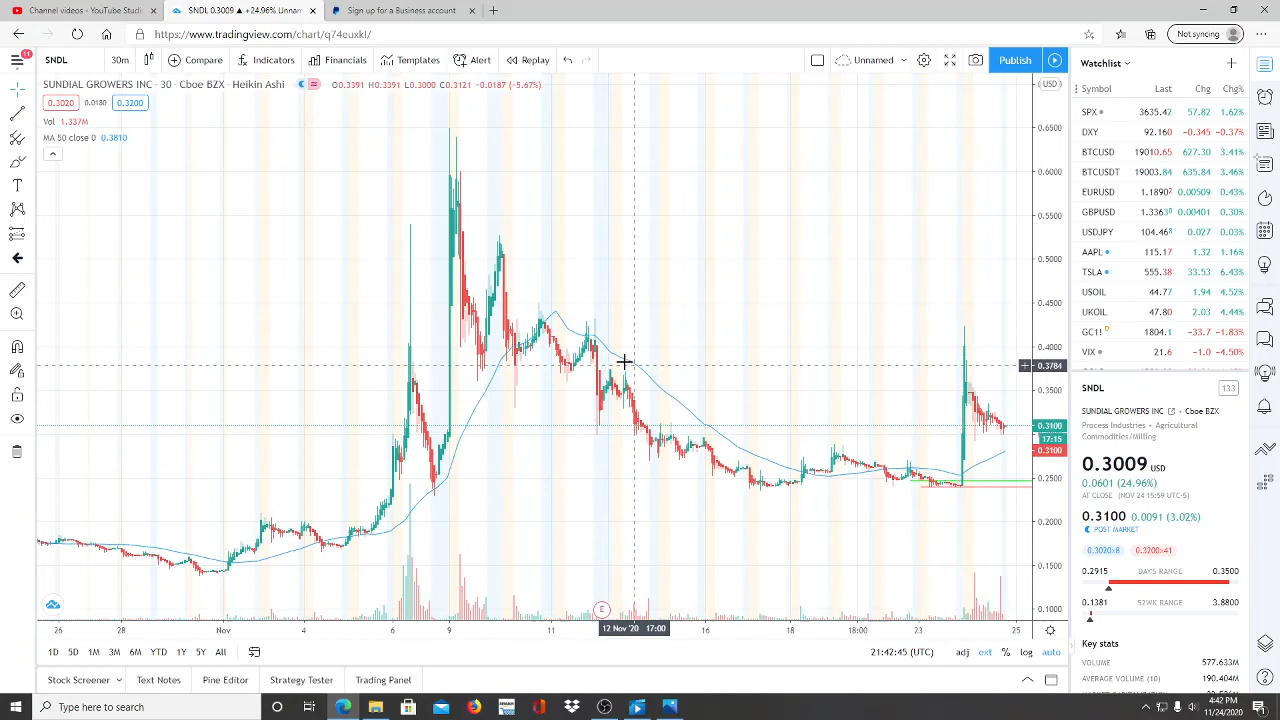 Channel videos - YouTube Studio
SNDL 0.3009 ▲ +24.96% Unnam
Sign up for a Business account
https://www.tradingview.com/chart/q74euxkl/
Not syncing
11
SNDL
30m
Compare
Indicators
Financials
Templates
Alert
Replay
Unnamed
Publish
SUNDIAL GROWERS INC - 30 - Cboe BZX - Heikin Ashi
O0.3271 H0.3391 L0.3000 C0.3121 -0.0187 (-5.67%)
0.3020 0.0180 0.3200
Vol 1.337M
MA 50 close 0 0.3810
USD
0.6500
0.6000
0.5500
0.5000
0.4500
0.4000
0.3784
0.3500
0.3100
17:15
0.3100
0.2500
0.2000
0.1500
0.1000
E
26 28 Nov 4 6 9 11 12 Nov '20 17:00 16 18 18:00 23 25
1D 5D 1M 3M 6M YTD 1Y 5Y All
21:42:45 (UTC) adj ext % log auto
Stock Screener Text Notes Pine Editor Strategy Tester Trading Panel
Watchlist
Symbol Last Chg Chg%
SPX 3635.42 57.82 1.62%
DXY 92.160 -0.345 -0.37%
BTCUSD 19010.65 627.30 3.41%
BTCUSDT 19003.84 635.84 3.46%
EURUSD 1.18902 0.00509 0.43%
GBPUSD 1.33630 0.00401 0.30%
USDJPY 104.468 0.027 0.03%
AAPL 115.17 1.32 1.16%
TSLA 555.38 33.53 6.43%
USOIL 44.77 1.94 4.52%
UKOIL 47.80 2.03 4.44%
GC1! D 1804.1 -33.7 -1.83%
VIX 21.6 -1.0 -4.50%
SNDL
133
SUNDIAL GROWERS INC Cboe BZX
Process Industries • Agricultural
Commodities/Milling
0.3009 USD
0.0601 (24.96%)
AT CLOSE (NOV 24 15:59 UTC-5)
0.3100 0.0091 (3.02%)
POST MARKET
0.3020×8 0.3200×41
0.2915 DAY'S RANGE 0.3500
0.1381 52WK RANGE 3.8800
Key stats
VOLUME 577.633M
AVERAGE VOLUME (10) 190.404M
Type here to search
amazon
4:42 PM
11/24/2020